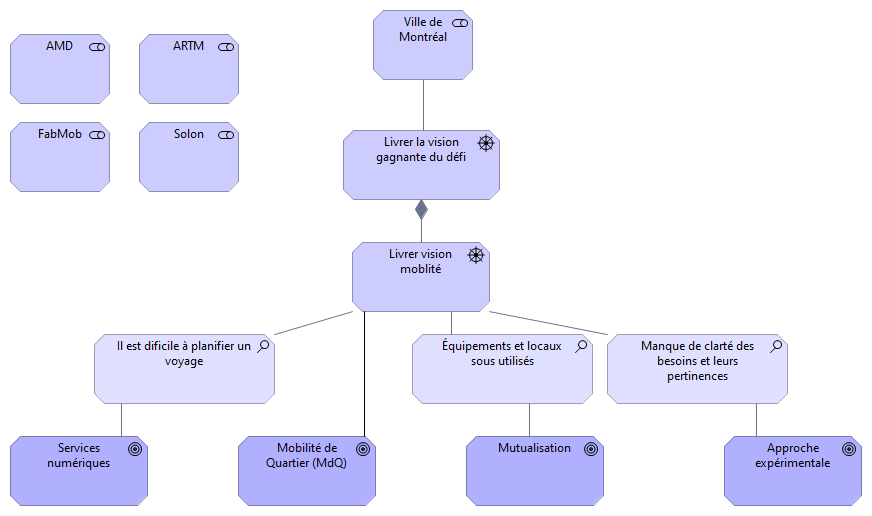 Ville de
Montréal
AMD
ARTM
FabMob
Solon
Livrer la vision
gagnante du défi
Livrer vision
moblité
Il est dificile à planifier un
voyage
Équipements et locaux
sous utilisés
Manque de clarté des
besoins et leurs
pertinences
Services
numériques
Mobilité de
Quartier (MdQ)
Mutualisation
Approche
expérimentale